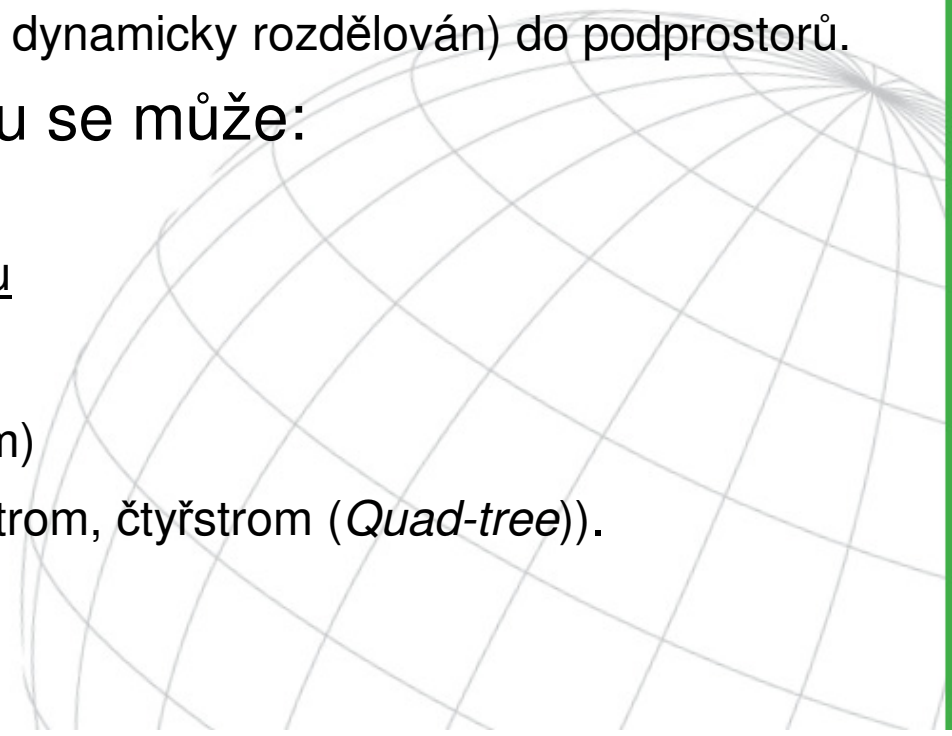 dynamicky rozdělován) do podprostorů.
u se může:
u
m)
trom, čtyřstrom (Quad-tree)).